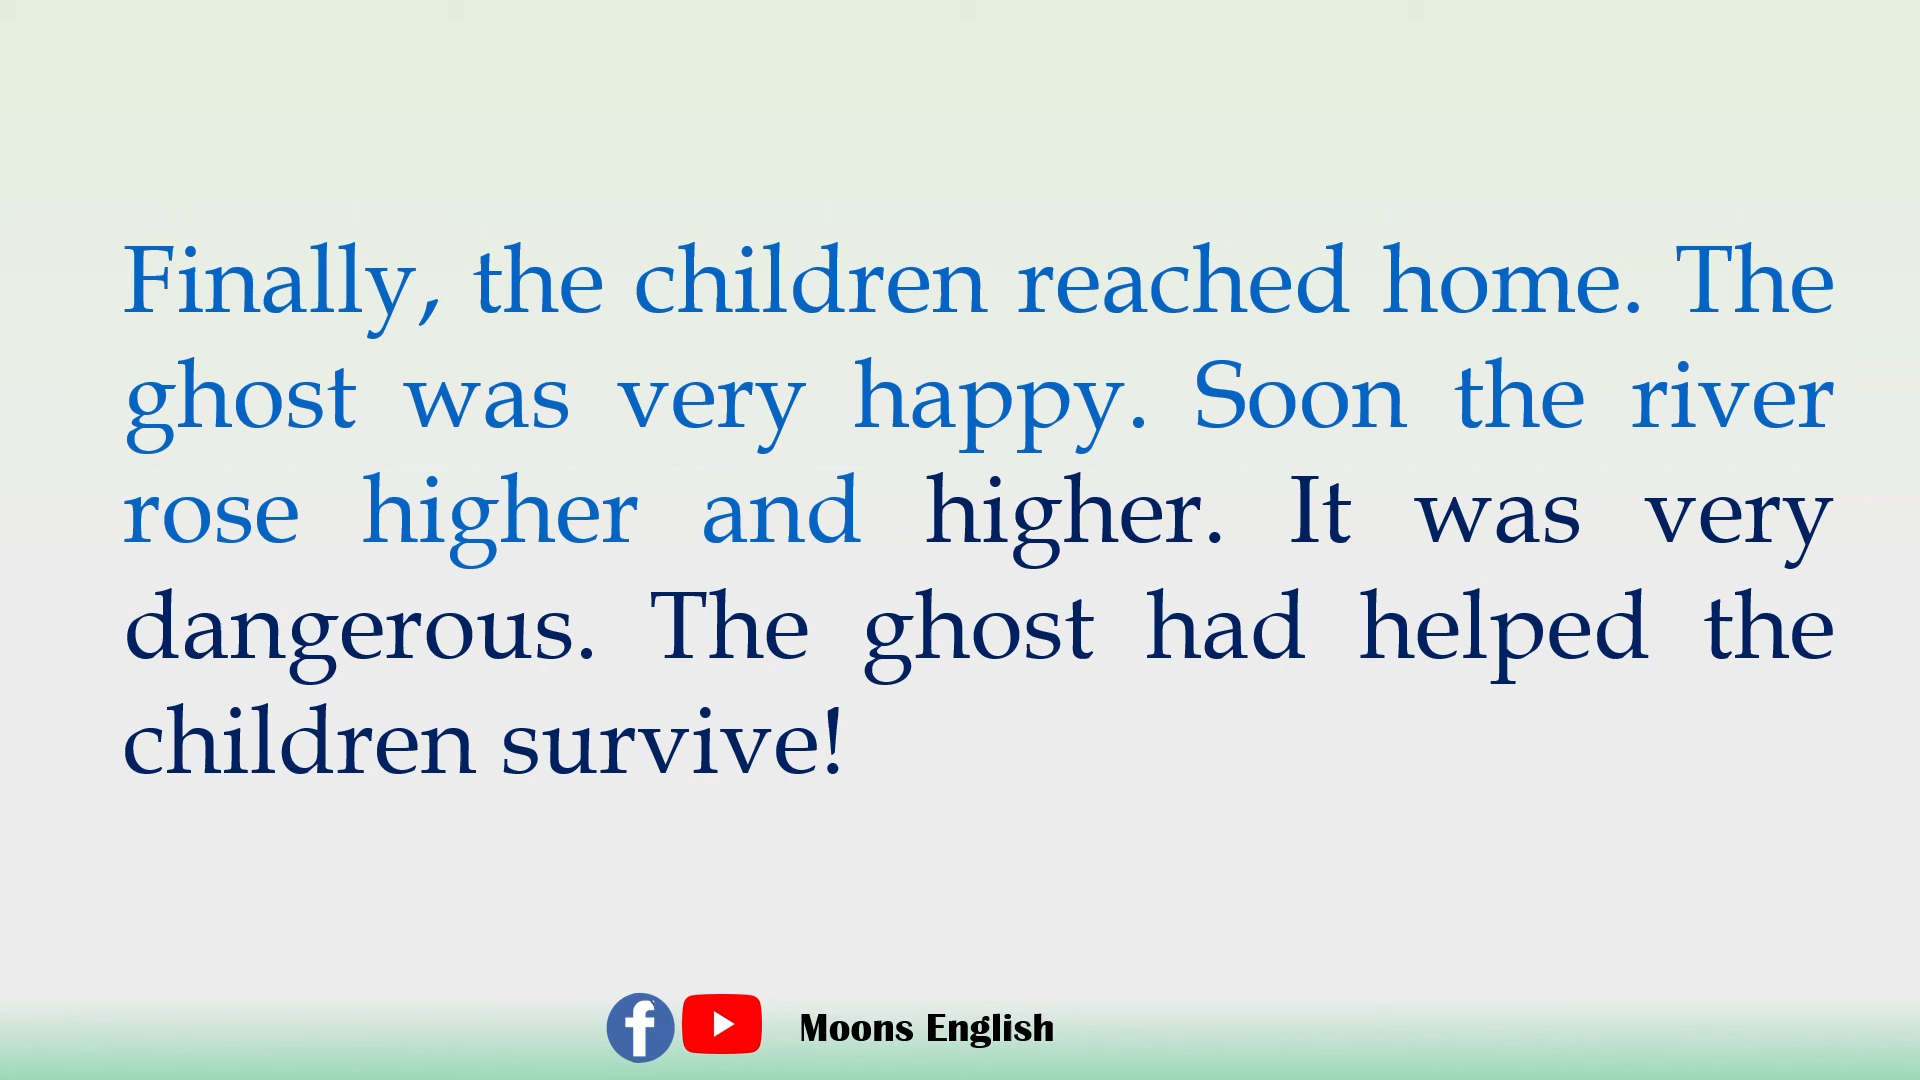 Finally, the children reached home. The
ghost was very happy. Soon the river
rose higher and higher. It was very
dangerous. The ghost had helped the
children survive!
Moons English